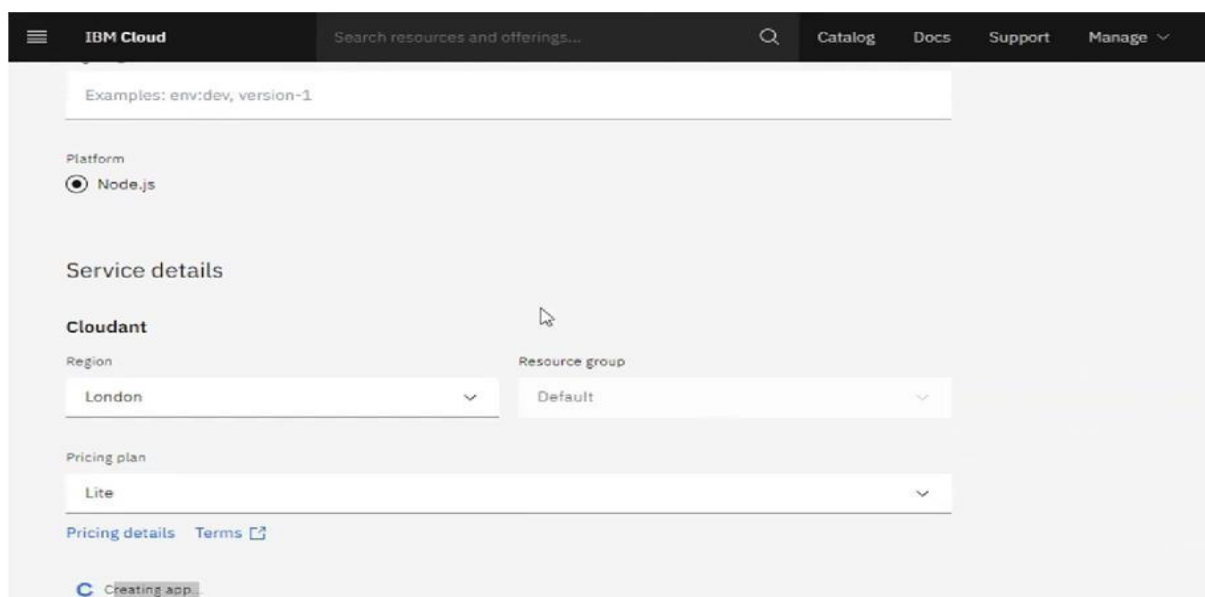 IBM Cloud Search resources and offerings... Catalog Docs Support Manage
Examples: env:dev, version-1
Platform
Node.js
Service details
Cloudant
Region Resource group
London Default
Pricing plan
Lite
Pricing details Terms
Creating app...